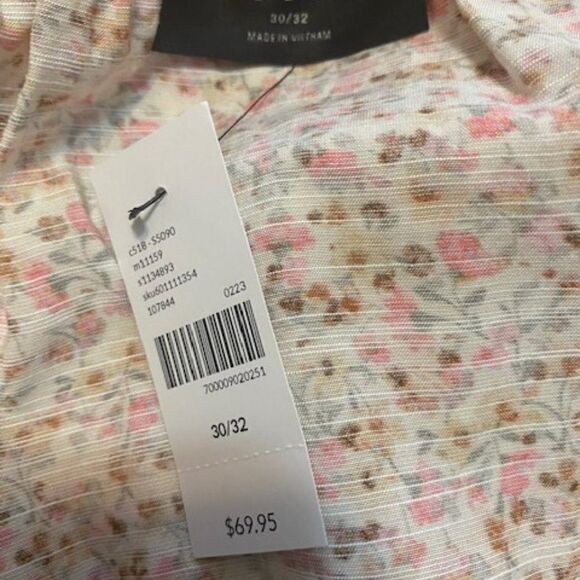 30/32
MADE IN VIETNAM
c518 - S5090
m11159
s1134893
sku601111354
107844
0223
700009020251
30/32
$69.95